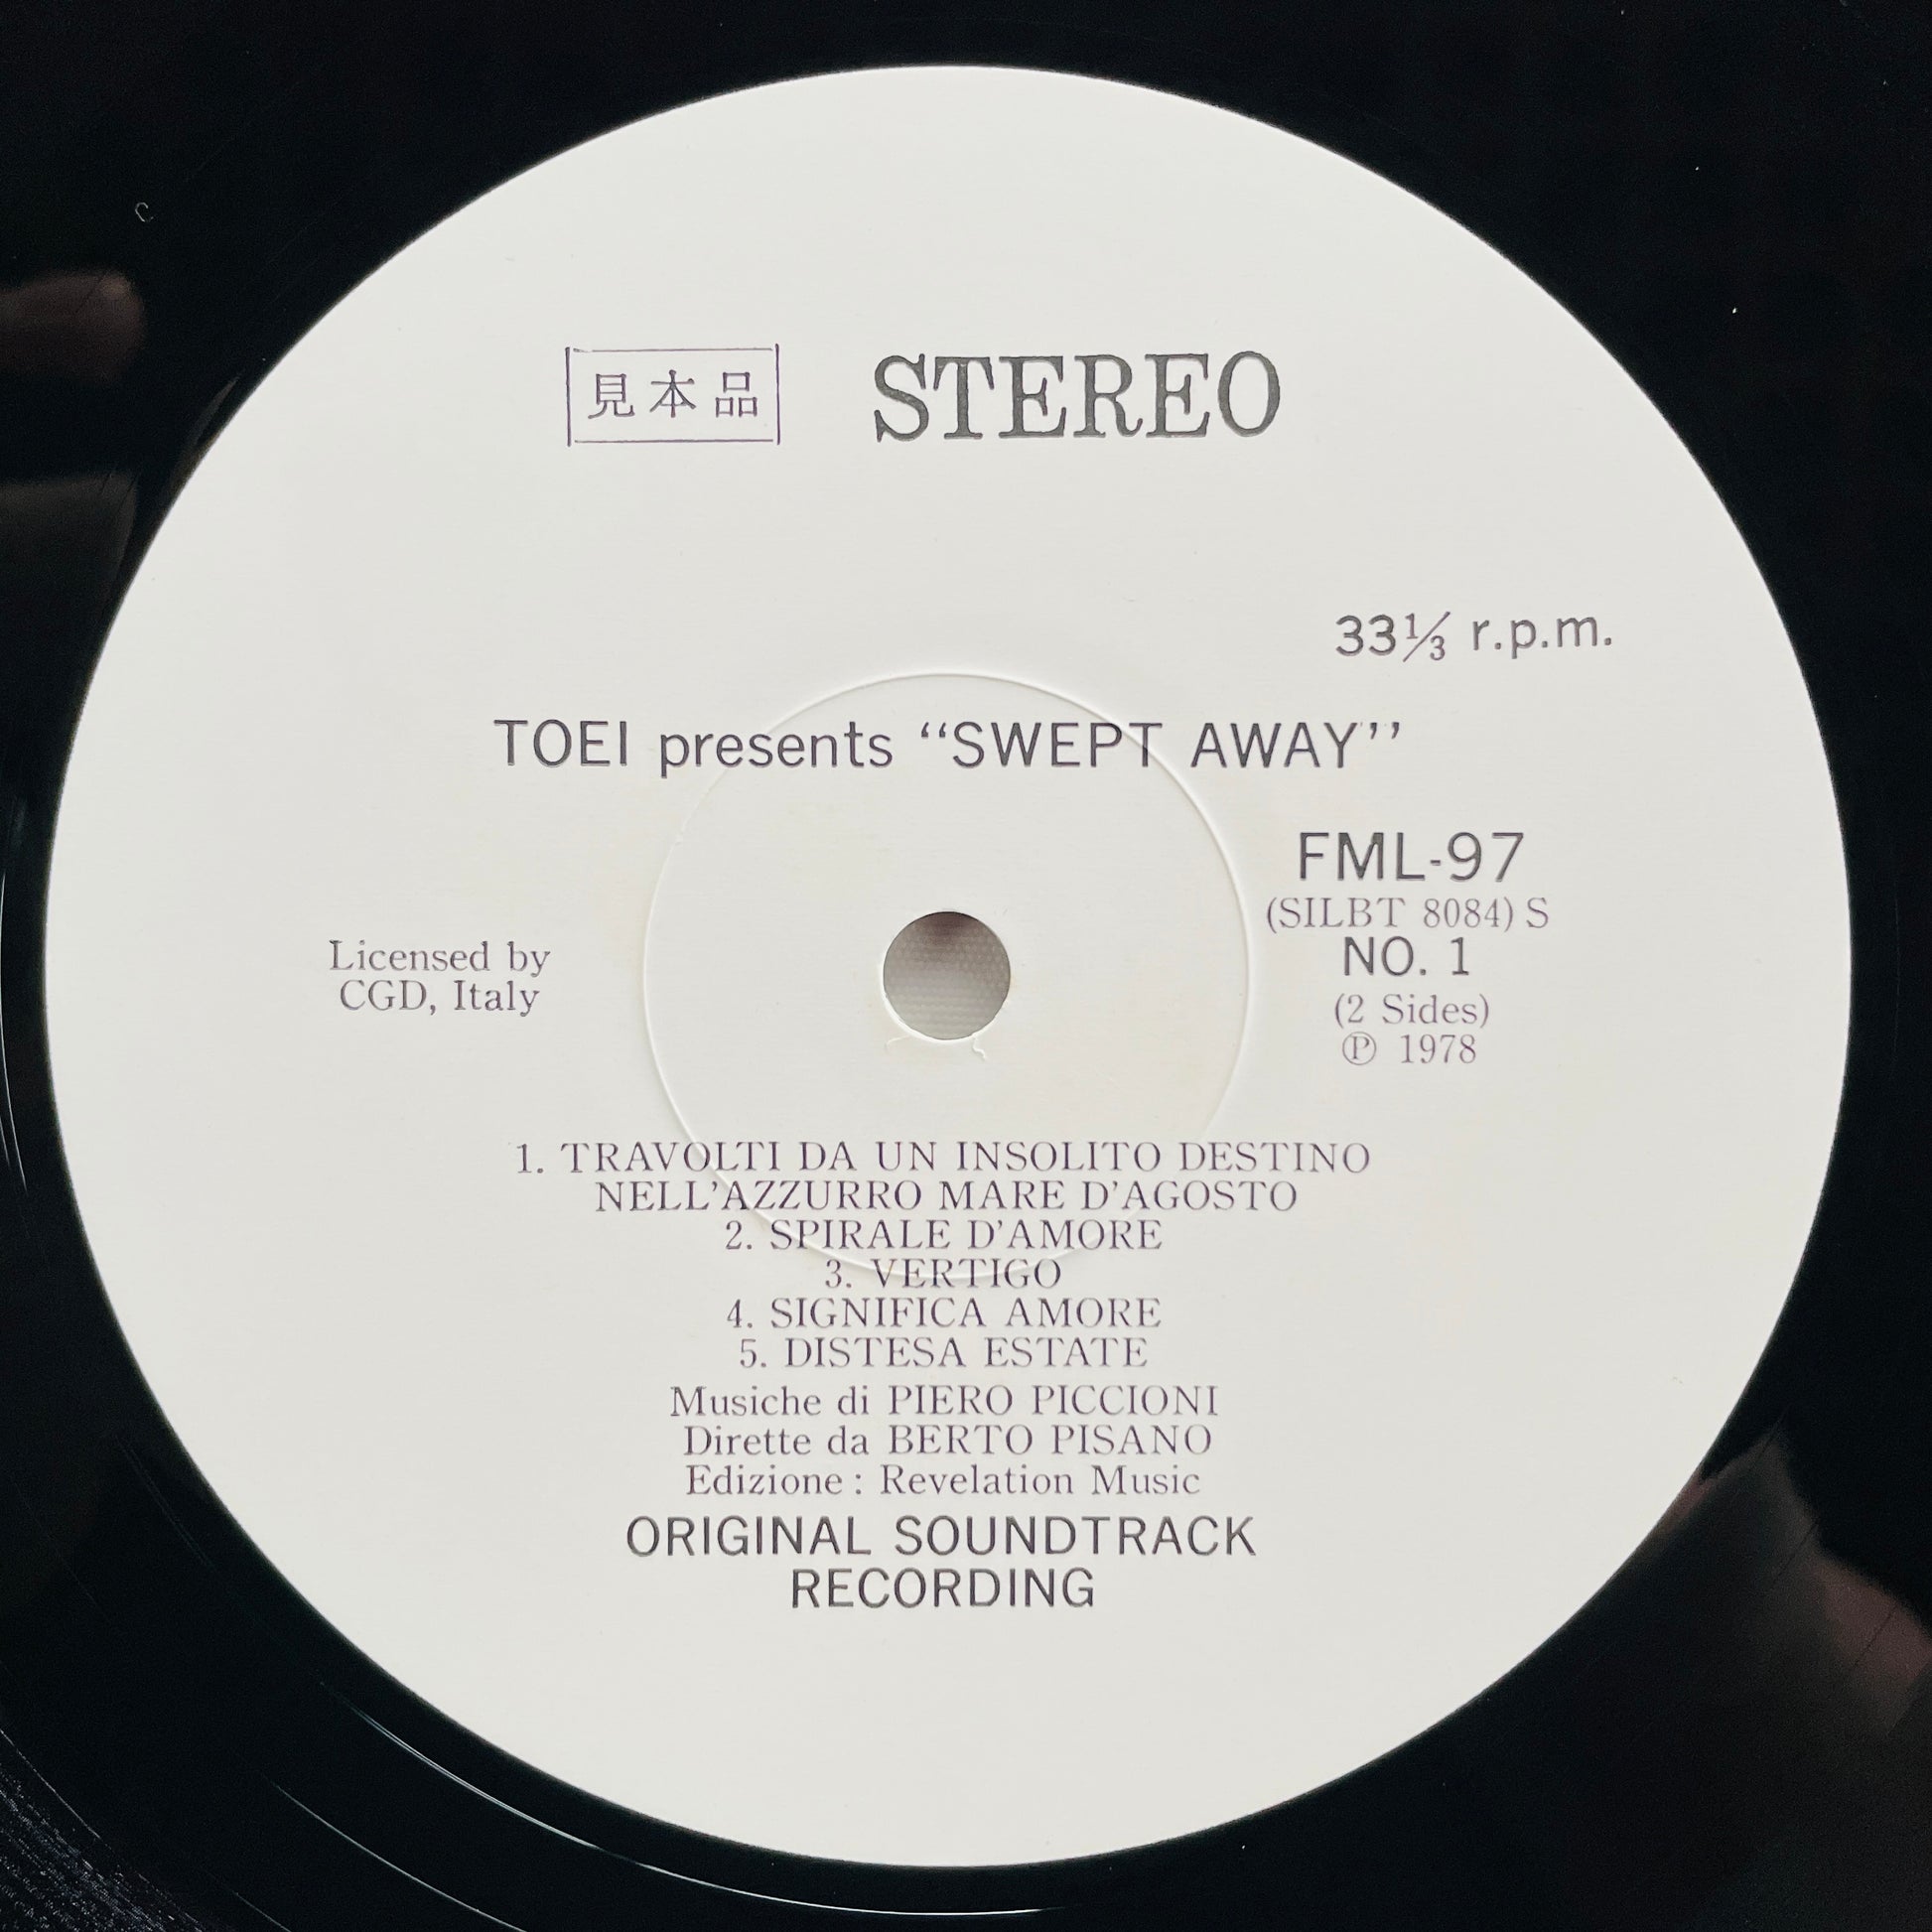 見本品 STEREO
33⅓ r.p.m.
TOEI presents “SWEPT AWAY”
FML-97
(SILBT 8084) S
NO. 1
(2 Sides)
Ⓟ 1978
Licensed by
CGD, Italy
1. TRAVOLTI DA UN INSOLITO DESTINO
NELL’AZZURRO MARE D’AGOSTO
2. SPIRALE D’AMORE
3. VERTIGO
4. SIGNIFICA AMORE
5. DISTESA ESTATE
Musiche di PIERO PICCIONI
Dirette da BERTO PISANO
Edizione : Revelation Music
ORIGINAL SOUNDTRACK
RECORDING